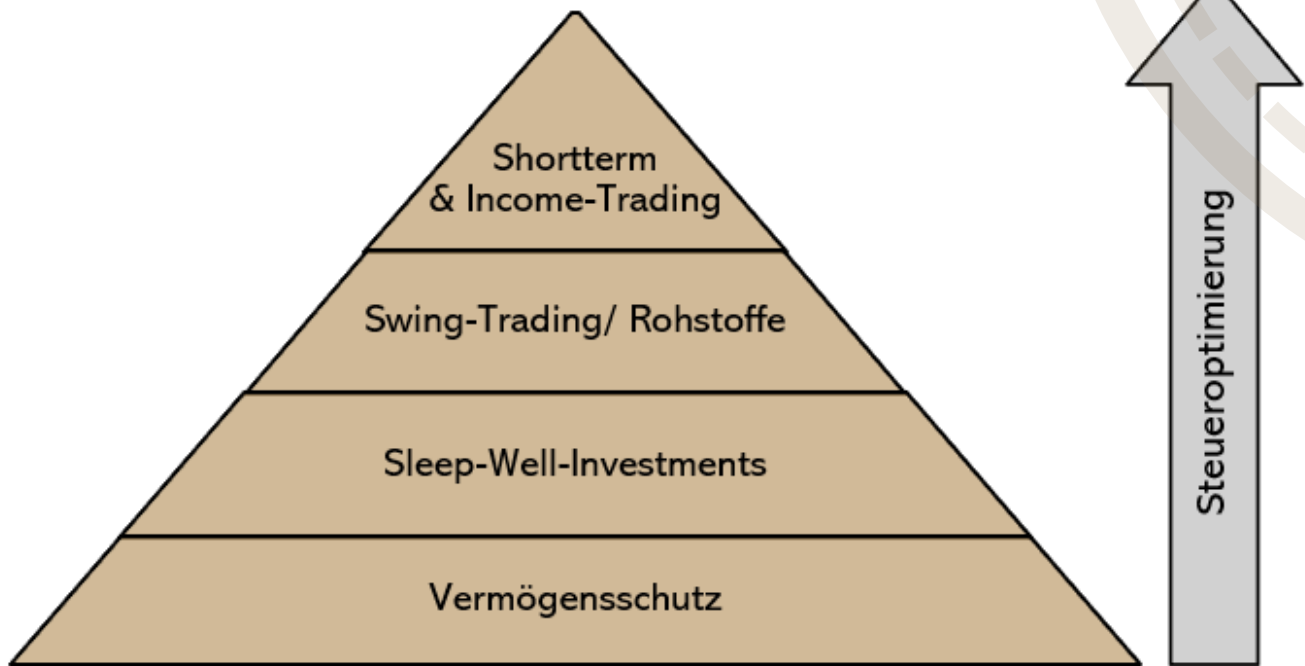 Shortterm
& Income-Trading
Swing-Trading/ Rohstoffe
Sleep-Well-Investments
Vermögensschutz
Steueroptimierung